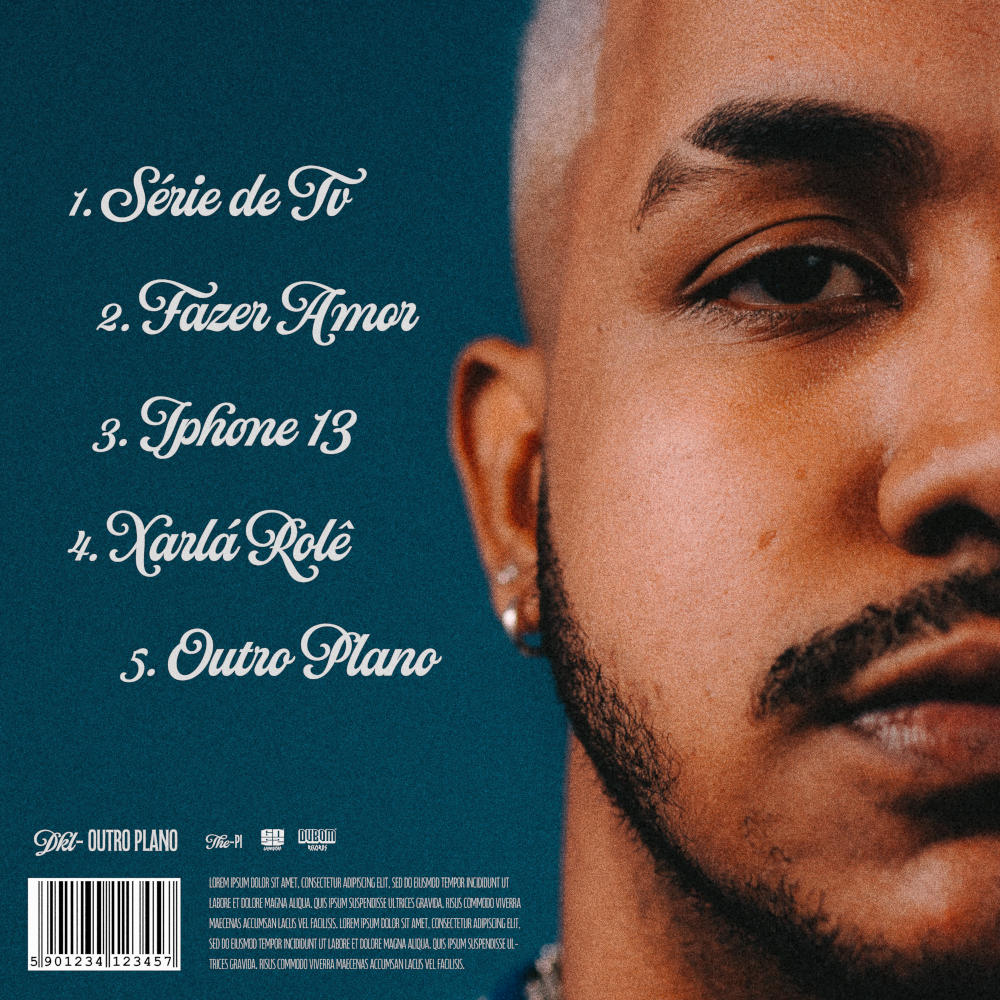 1. Série de Tv
2. Fazer Amor
3. Iphone 13
4. Xarlá Rolê
5. Outro Plano
Dkl- OUTRO PLANO
The-PI
DUBOM
RECORDS
LOREM IPSUM DOLOR SIT AMET, CONSECTETUR ADIPISCING ELIT, SED DO EIUSMOD TEMPOR INCIDIDUNT UT
LABORE ET DOLORE MAGNA ALIQUA. QUIS IPSUM SUSPENDISSE ULTRICES GRAVIDA. RISUS COMMODO VIVERRA
MAECENAS ACCUMSAN LACUS VEL FACILISIS. LOREM IPSUM DOLOR SIT AMET, CONSECTETUR ADIPISCING ELIT,
SED DO EIUSMOD TEMPOR INCIDIDUNT UT LABORE ET DOLORE MAGNA ALIQUA. QUIS IPSUM SUSPENDISSE UL-
TRICES GRAVIDA. RISUS COMMODO VIVERRA MAECENAS ACCUMSAN LACUS VEL FACILISIS.
5 901234 123457